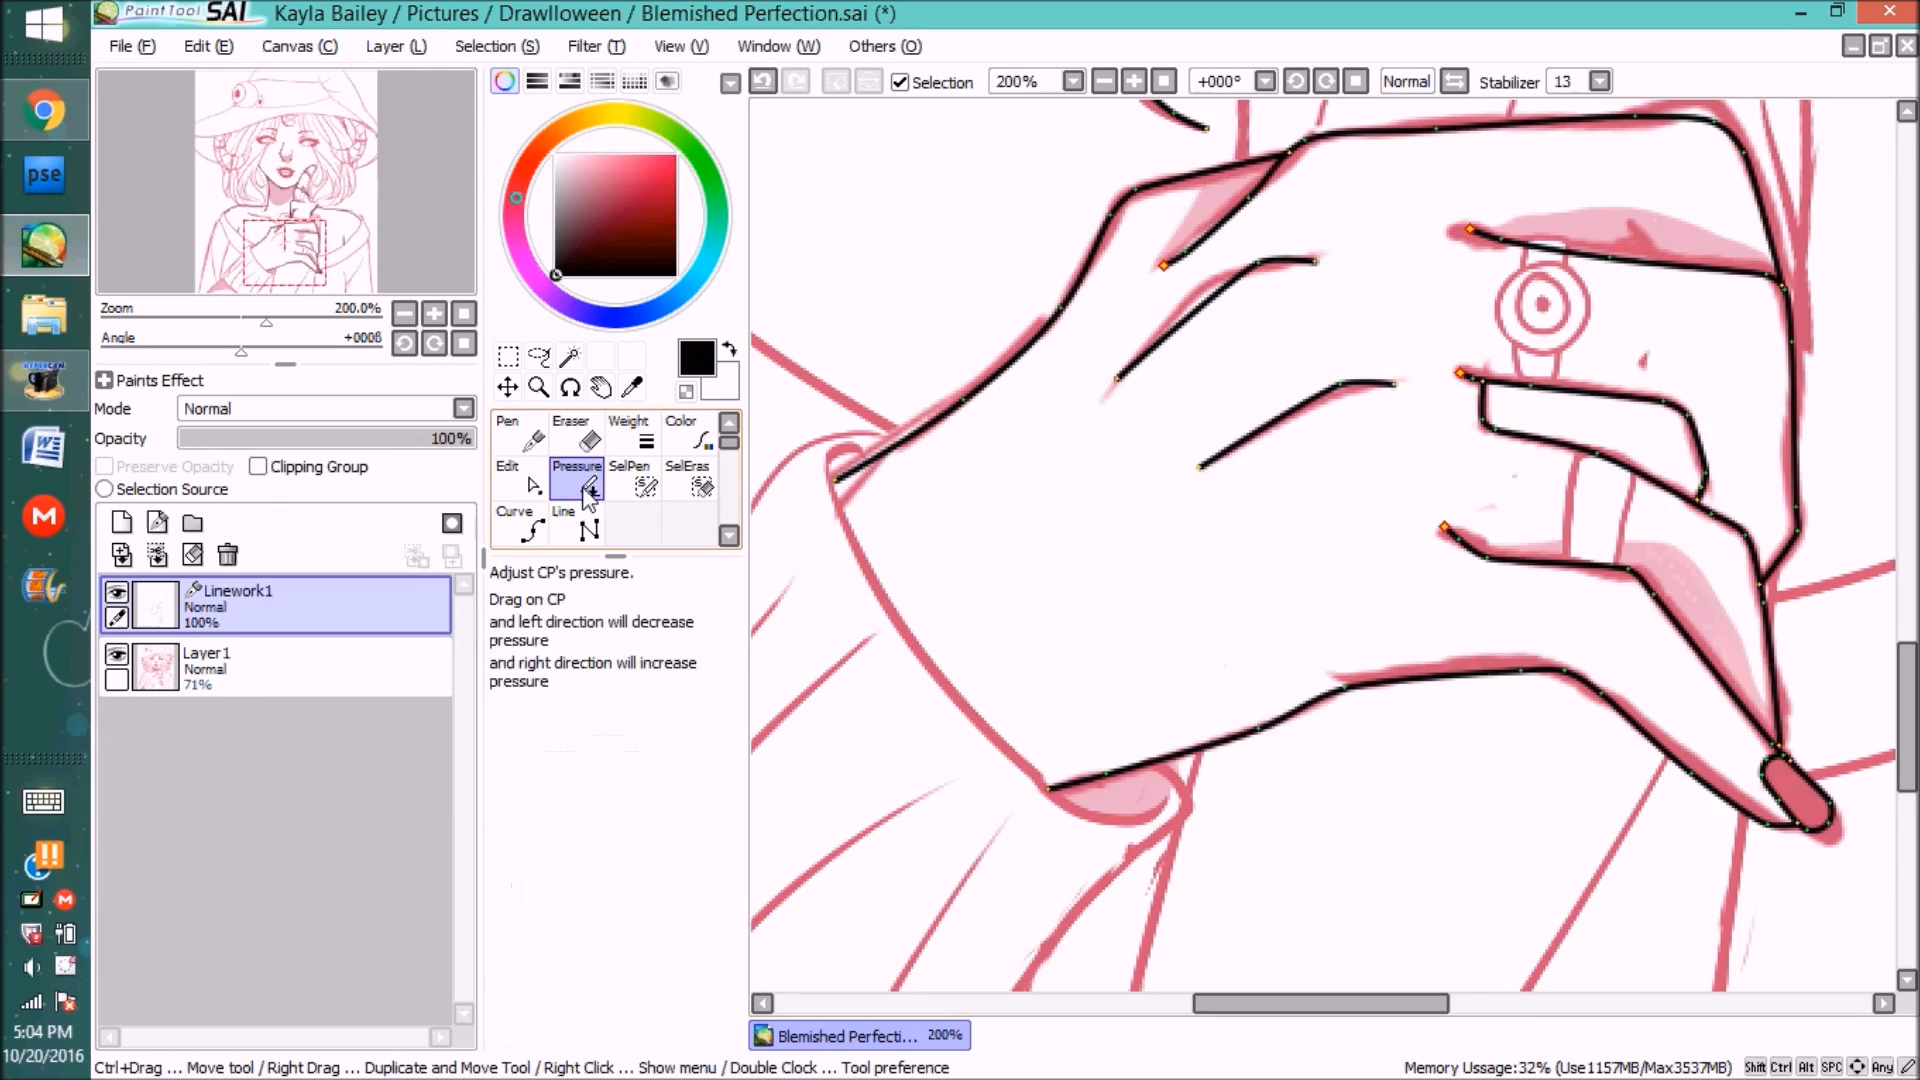 PaintTool SAI Kayla Bailey / Pictures / Drawlloween / Blemished Perfection.sai (*)
File (F) Edit (E) Canvas (C) Layer (L) Selection (S) Filter (T) View (V) Window (W) Others (O)
Selection 200% +000° Normal Stabilizer 13
pse
Zoom 200.0%
Angle +0006
Paints Effect
Mode Normal
Opacity 100%
Preserve Opacity Clipping Group
Selection Source
Linework1
Normal
100%
Layer1
Normal
71%
Pen Eraser Weight Color
Edit Pressure SelPen SelEras
Curve Line
Adjust CP's pressure.
Drag on CP
and left direction will decrease
pressure
and right direction will increase
pressure
5:04 PM
10/20/2016
Blemished Perfecti... 200%
Ctrl+Drag ... Move tool / Right Drag ... Duplicate and Move Tool / Right Click ... Show menu / Double Clock ... Tool preference
Memory Ussage:32% (Use1157MB/Max3537MB) Shift Ctrl Alt SPC Any